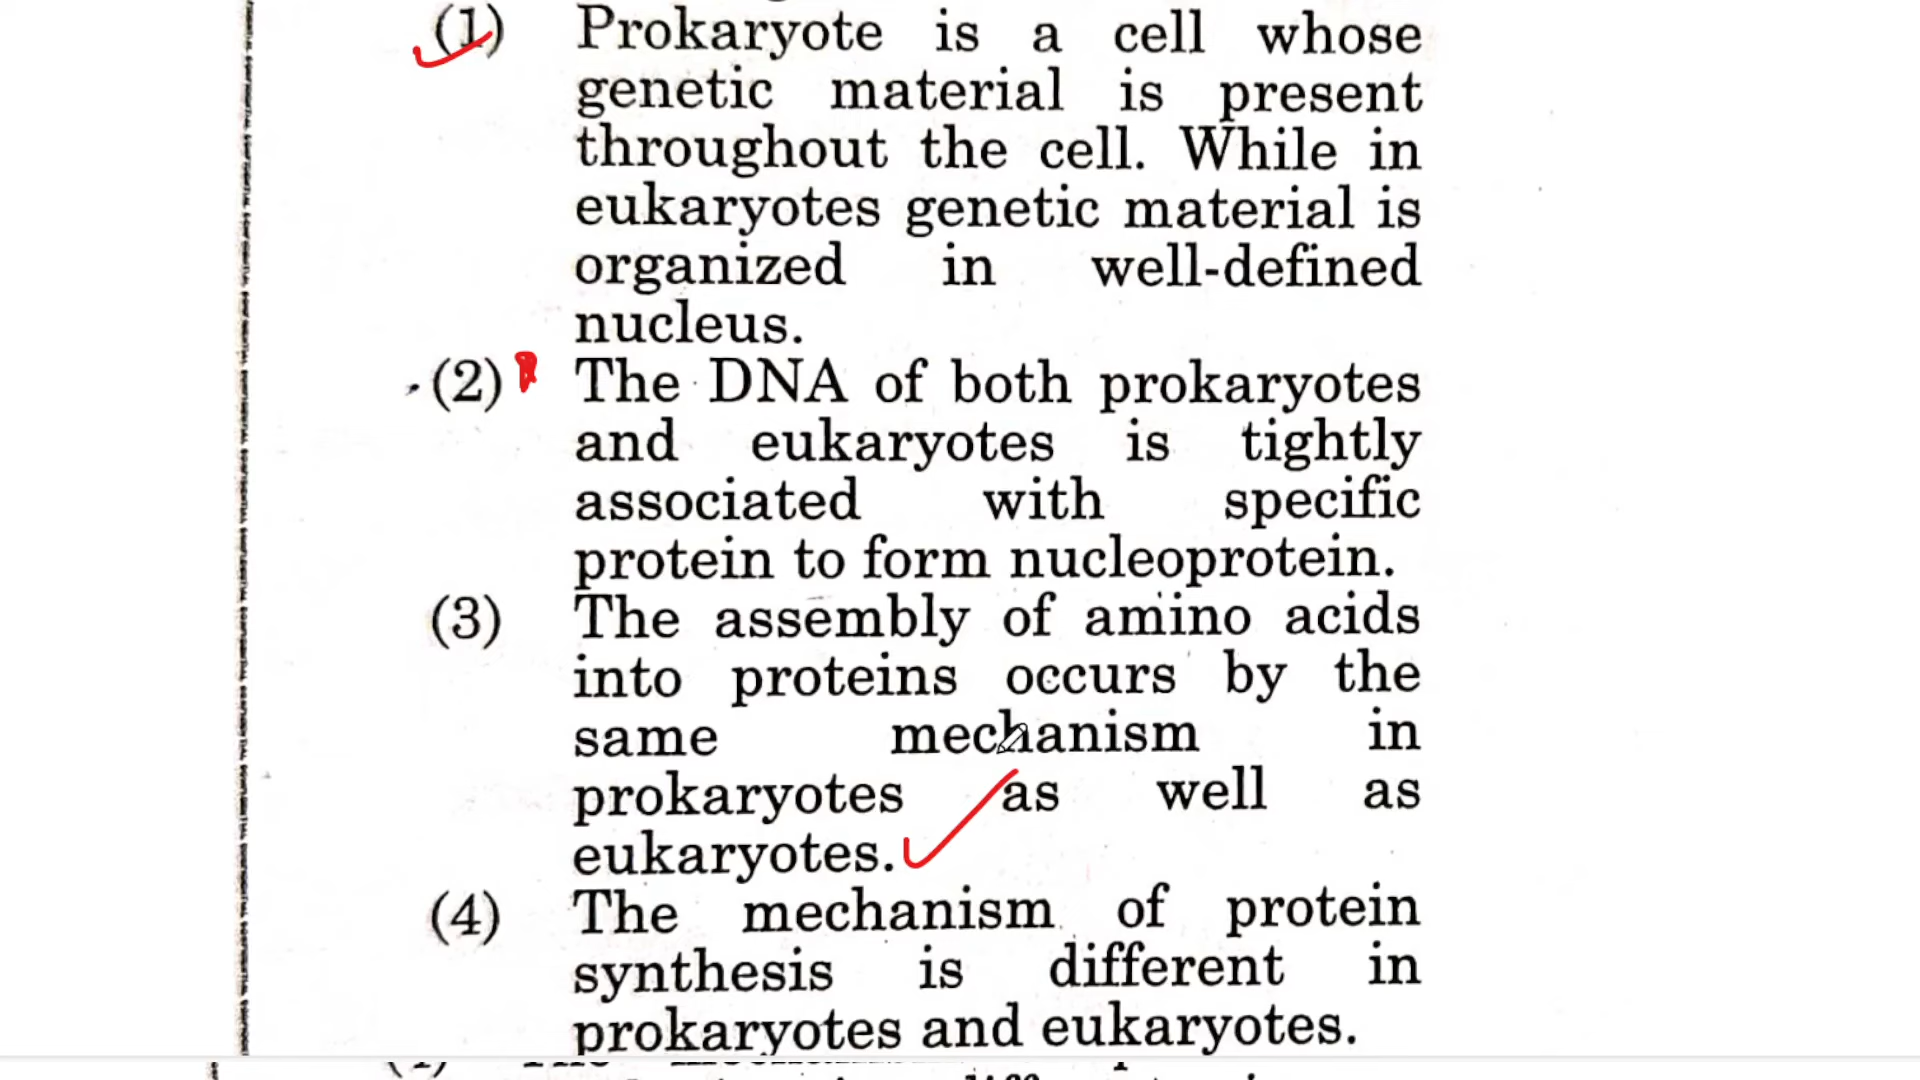 (1) Prokaryote is a cell whose
genetic material is present
throughout the cell. While in
eukaryotes genetic material is
organized in well-defined
nucleus.
(2) The DNA of both prokaryotes
and eukaryotes is tightly
associated with specific
protein to form nucleoprotein.
(3) The assembly of amino acids
into proteins occurs by the
same mechanism in
prokaryotes as well as
eukaryotes.
(4) The mechanism of protein
synthesis is different in
prokaryotes and eukaryotes.